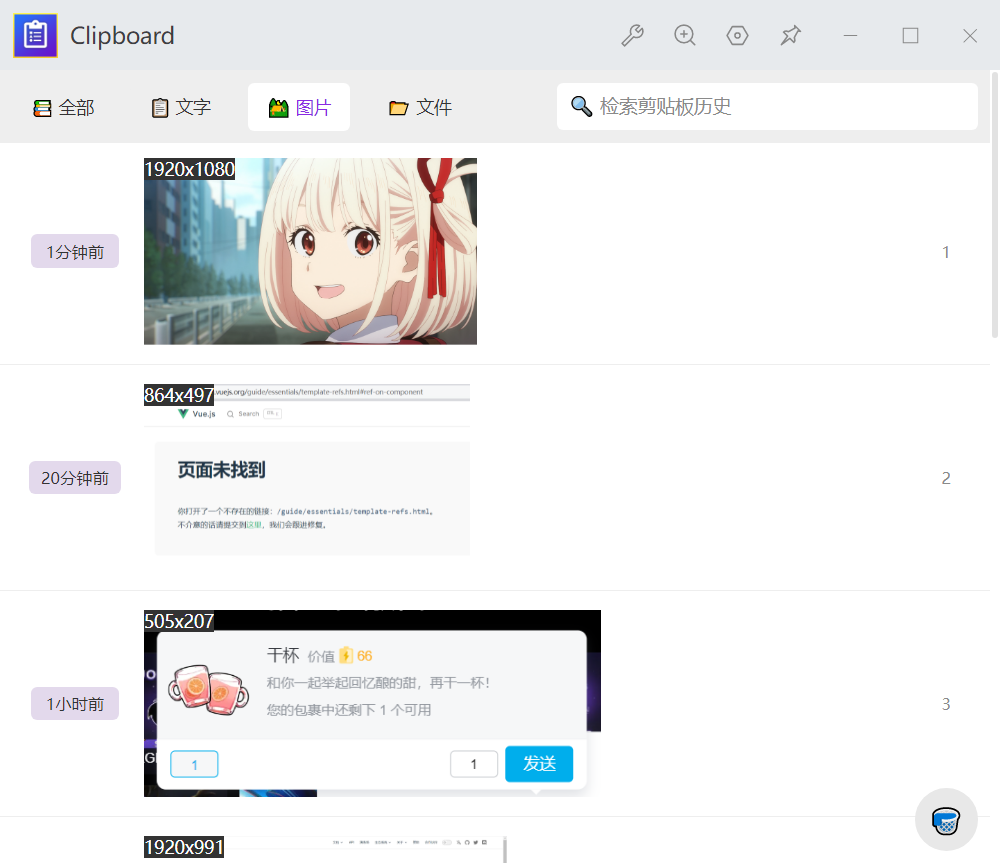 Clipboard
全部
文字
图片
文件
检索剪贴板历史
1920x1080
1分钟前
1
864x497
.vuejs.org/guide/essentials/template-refs.html#ref-on-component
Vue.js
Search
页面未找到
你打开了一个不存在的链接：/guide/essentials/template-refs.html。
不介意的话请提交到这里，我们会跟进修复。
20分钟前
2
505x207
干杯 价值 66
和你一起举起回忆酿的甜，再干一杯！
您的包裹中还剩下 1 个可用
1
1
发送
1小时前
3
1920x991